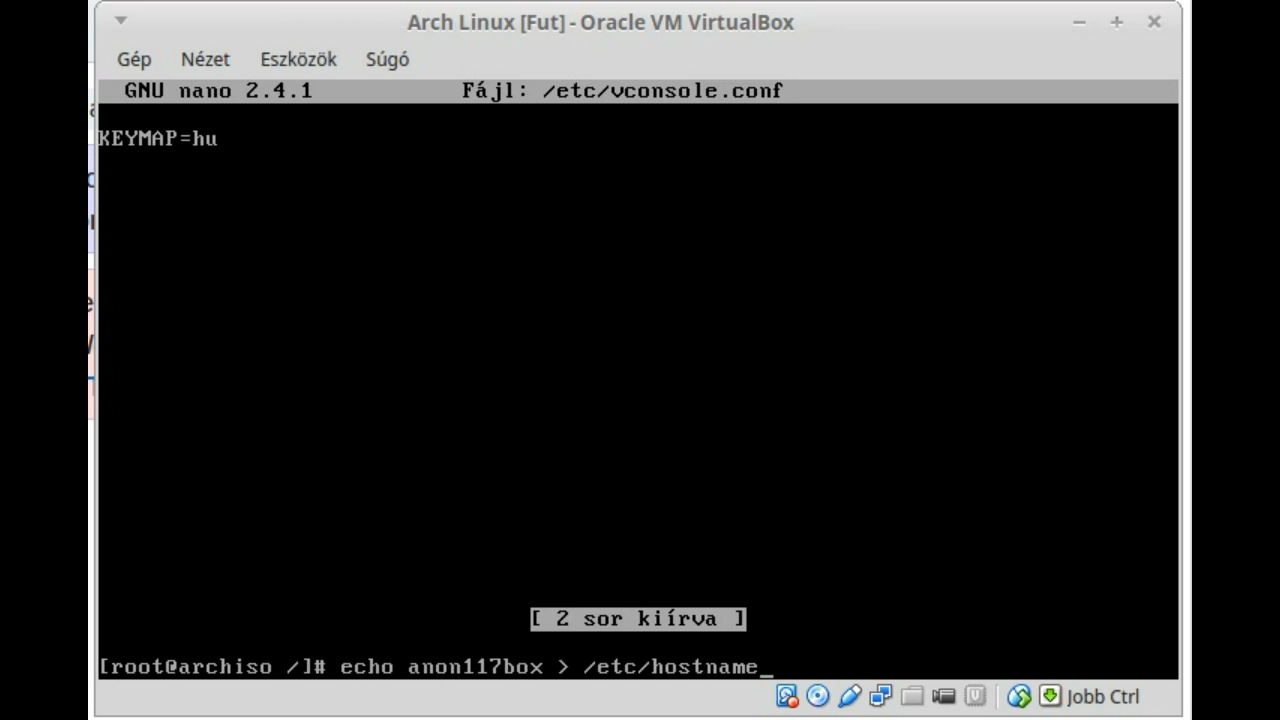 Arch Linux [Fut] - Oracle VM VirtualBox
Gép Nézet Eszközök Súgó
GNU nano 2.4.1 Fájl: /etc/vconsole.conf
KEYMAP=hu
[ 2 sor kiírva ]
[root@archiso /]# echo anon117box > /etc/hostname_
Jobb Ctrl